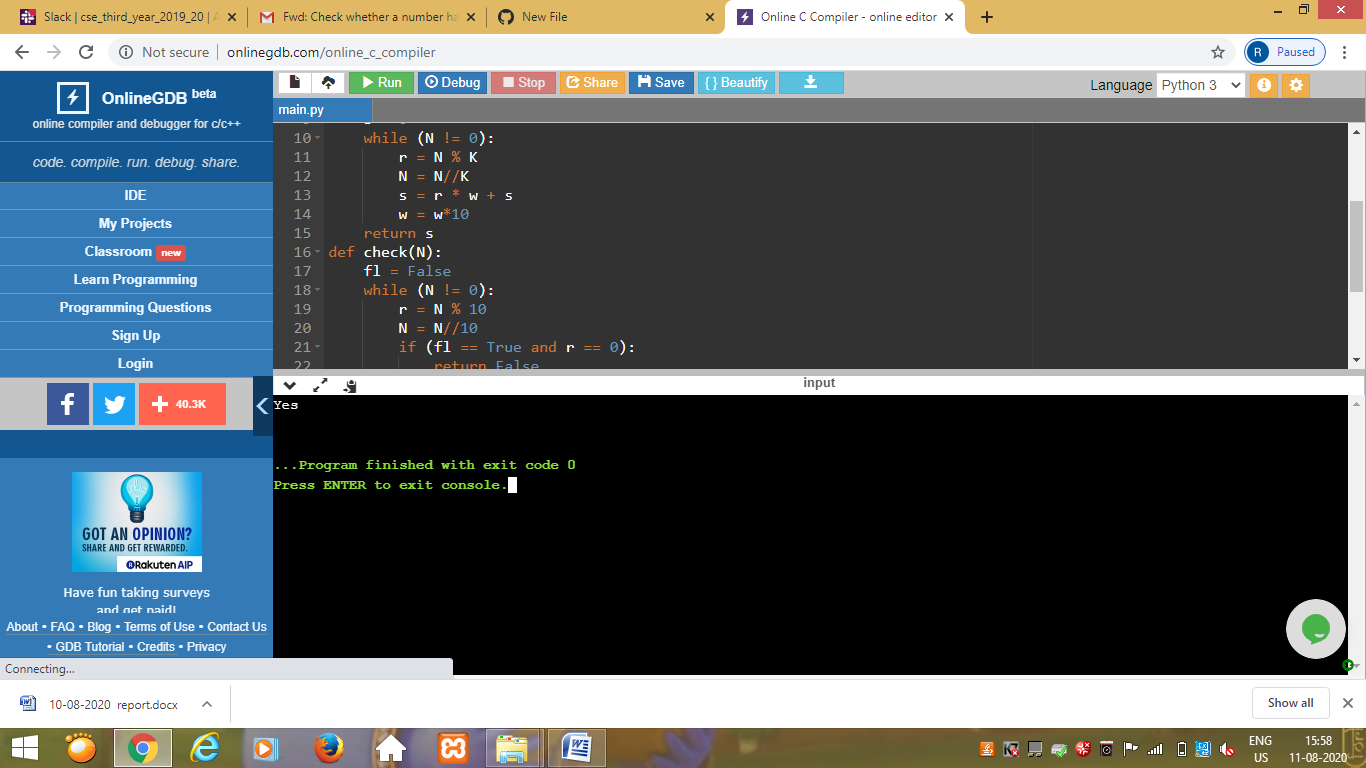 Slack | cse_third_year_2019_20 | A
Fwd: Check whether a number ha
New File
Online C Compiler - online editor
Not secure | onlinegdb.com/online_c_compiler
R Paused
OnlineGDB beta
online compiler and debugger for c/c++
code. compile. run. debug. share.
IDE
My Projects
Classroom new
Learn Programming
Programming Questions
Sign Up
Login
f
40.3K
GOT AN OPINION?
SHARE AND GET REWARDED.
Rakuten AIP
Have fun taking surveys
and get paid!
About • FAQ • Blog • Terms of Use • Contact Us
• GDB Tutorial • Credits • Privacy
Run Debug Stop Share Save { } Beautify
Language Python 3
main.py
10 while (N != 0):
11 r = N % K
12 N = N//K
13 s = r * w + s
14 w = w*10
15 return s
16 def check(N):
17 fl = False
18 while (N != 0):
19 r = N % 10
20 N = N//10
21 if (fl == True and r == 0):
22 return False
input
Yes
...Program finished with exit code 0
Press ENTER to exit console.
Connecting...
10-08-2020 report.docx
Show all
ENG
US
15:58
11-08-2020